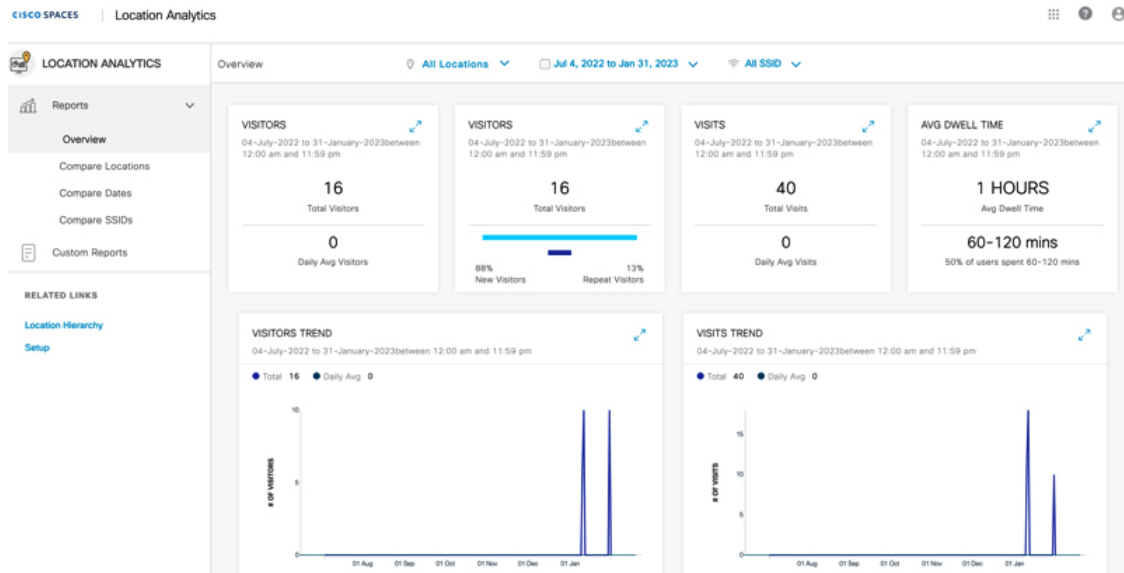 CISCO SPACES
Location Analytics
LOCATION ANALYTICS
Reports
Overview
Compare Locations
Compare Dates
Compare SSIDs
Custom Reports
RELATED LINKS
Location Hierarchy
Setup
Overview
All Locations
Jul 4, 2022 to Jan 31, 2023
All SSID
VISITORS
04-July-2022 to 31-January-2023between
12:00 am and 11:59 pm
16
Total Visitors
0
Daily Avg Visitors
VISITORS
04-July-2022 to 31-January-2023between
12:00 am and 11:59 pm
16
Total Visitors
88%
New Visitors
13%
Repeat Visitors
VISITS
04-July-2022 to 31-January-2023between
12:00 am and 11:59 pm
40
Total Visits
0
Daily Avg Visits
AVG DWELL TIME
04-July-2022 to 31-January-2023between
12:00 am and 11:59 pm
1 HOURS
Avg Dwell Time
60-120 mins
50% of users spent 60-120 mins
VISITORS TREND
04-July-2022 to 31-January-2023between 12:00 am and 11:59 pm
Total 16 Daily Avg 0
# OF VISITORS
10
5
0
01 Aug 01 Sep 01 Oct 01 Nov 01 Dec 01 Jan
VISITS TREND
04-July-2022 to 31-January-2023between 12:00 am and 11:59 pm
Total 40 Daily Avg 0
# OF VISITS
15
10
5
0
01 Aug 01 Sep 01 Oct 01 Nov 01 Dec 01 Jan